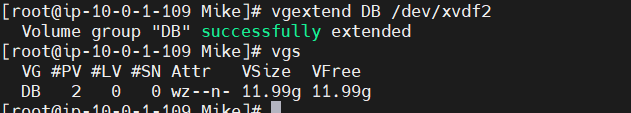 [root@ip-10-0-1-109 Mike]# vgextend DB /dev/xvdf2
  Volume group "DB" successfully extended
[root@ip-10-0-1-109 Mike]# vgs
  VG #PV #LV #SN Attr   VSize  VFree
  DB   2   0   0 wz--n- 11.99g 11.99g
[root@ip-10-0-1-109 Mike]#